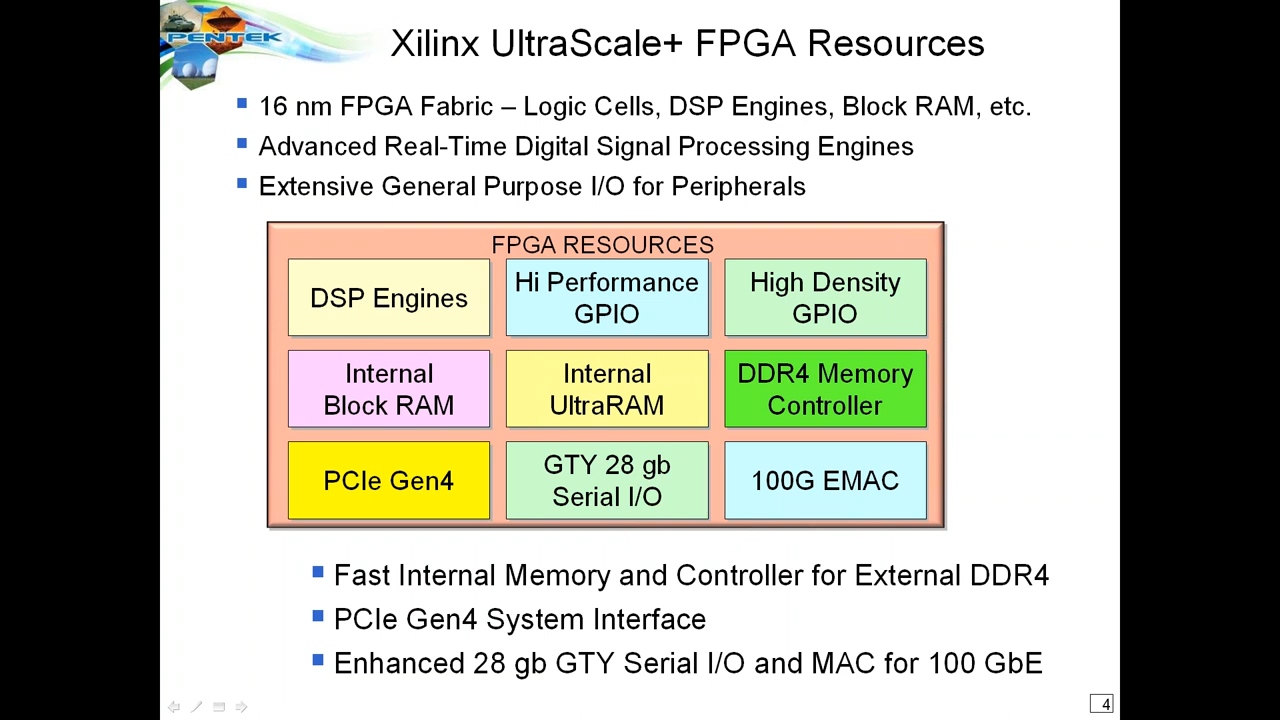 PENTEK
Xilinx UltraScale+ FPGA Resources
16 nm FPGA Fabric – Logic Cells, DSP Engines, Block RAM, etc.
Advanced Real-Time Digital Signal Processing Engines
Extensive General Purpose I/O for Peripherals
FPGA RESOURCES
DSP Engines
Hi Performance
GPIO
High Density
GPIO
Internal
Block RAM
Internal
UltraRAM
DDR4 Memory
Controller
PCIe Gen4
GTY 28 gb
Serial I/O
100G EMAC
Fast Internal Memory and Controller for External DDR4
PCIe Gen4 System Interface
Enhanced 28 gb GTY Serial I/O and MAC for 100 GbE
4